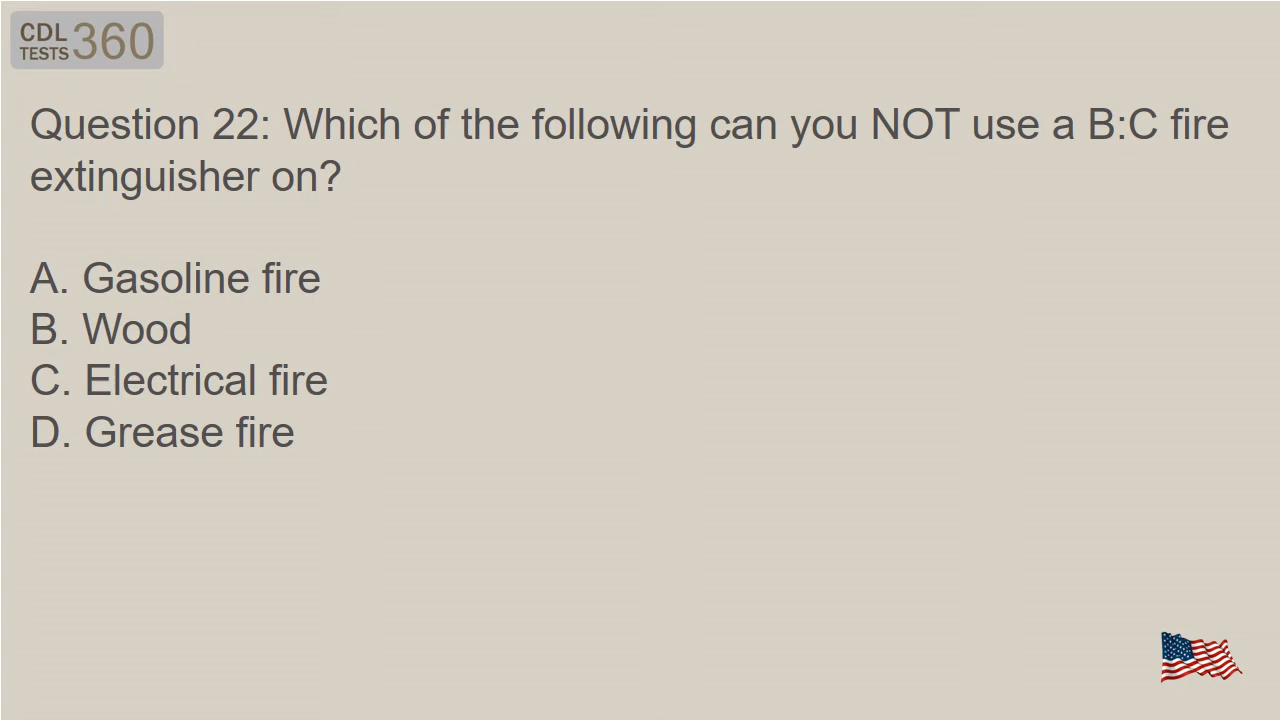 CDL
TESTS 360
Question 22: Which of the following can you NOT use a B:C fire
extinguisher on?
A. Gasoline fire
B. Wood
C. Electrical fire
D. Grease fire